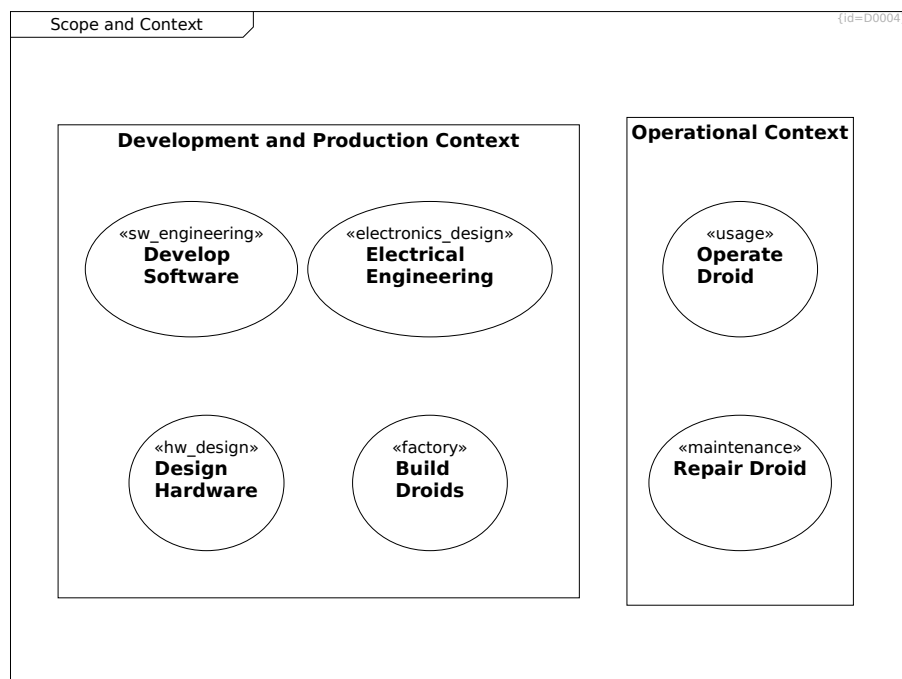 Scope and Context
{id=D0004
Development and Production Context
Operational Context
«sw_engineering»
Develop
Software
«electronics_design»
Electrical
Engineering
«usage»
Operate
Droid
«hw_design»
Design
Hardware
«factory»
Build
Droids
«maintenance»
Repair Droid